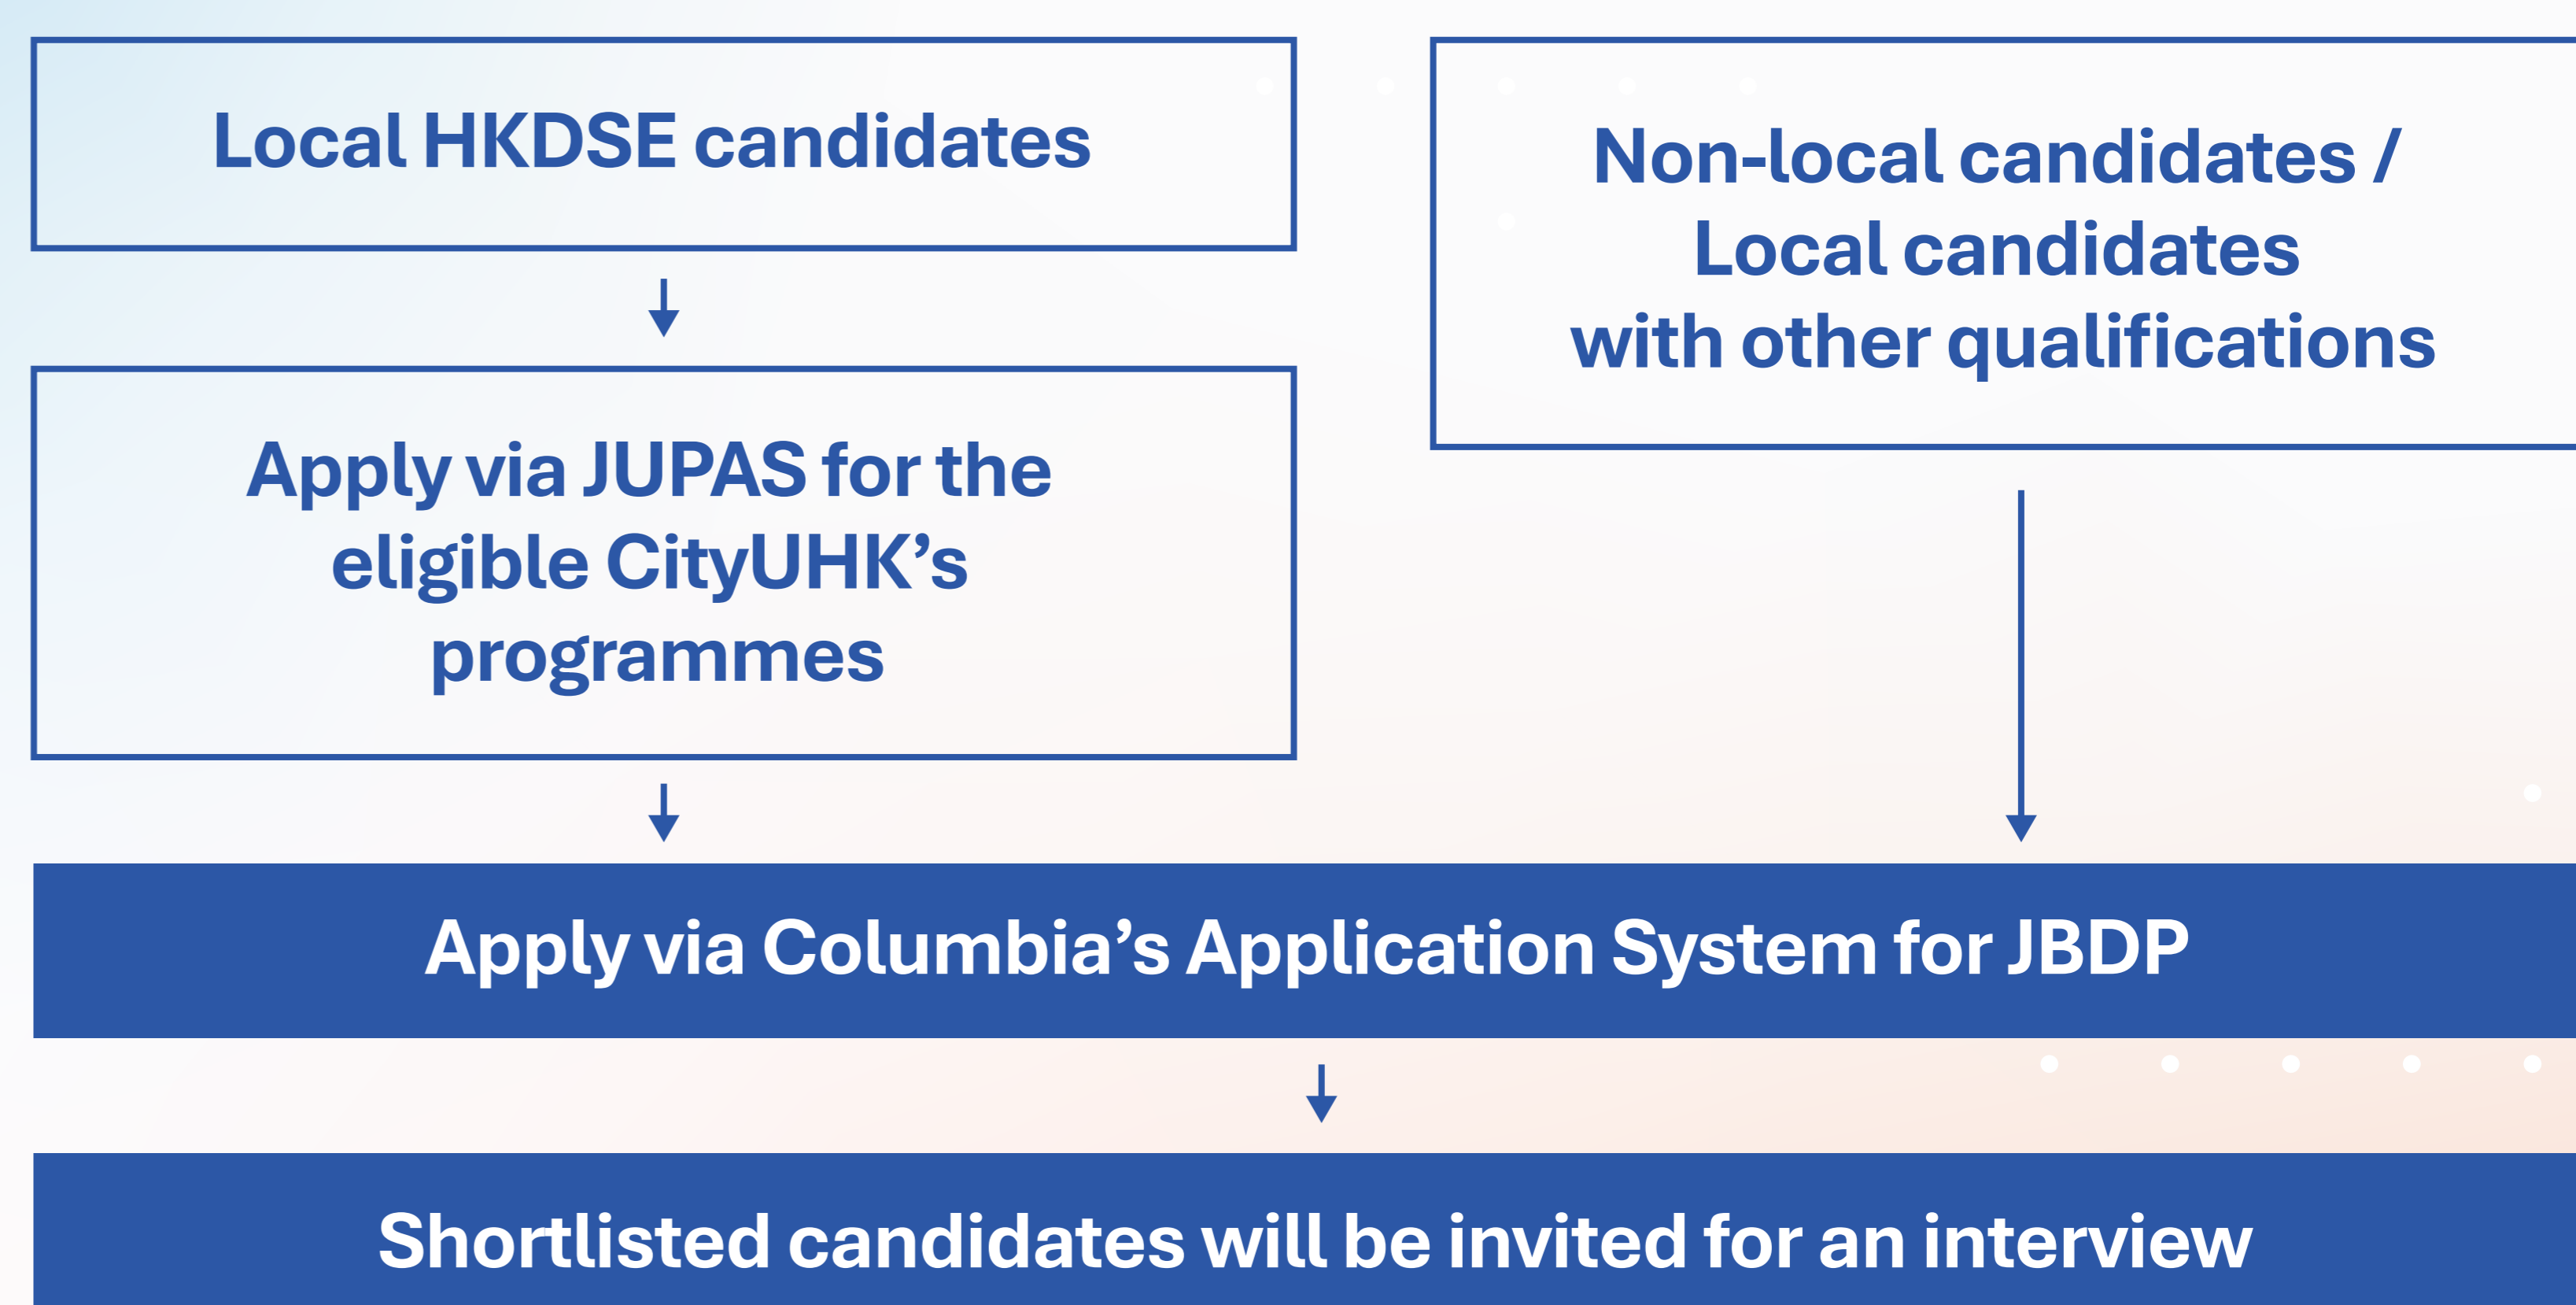 Local HKDSE candidates
Apply via JUPAS for the
eligible CityUHK’s
programmes
Non-local candidates /
Local candidates
with other qualifications
Apply via Columbia’s Application System for JBDP
Shortlisted candidates will be invited for an interview